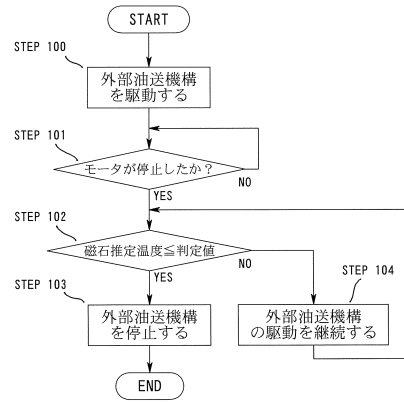 START
STEP 100
外部油送機構
を駆動する
STEP 101
モータが停止したか？
NO
YES
STEP 102
磁石推定温度≦判定値
NO
YES
STEP 103
外部油送機構
を停止する
STEP 104
外部油送機構
の駆動を継続する
END